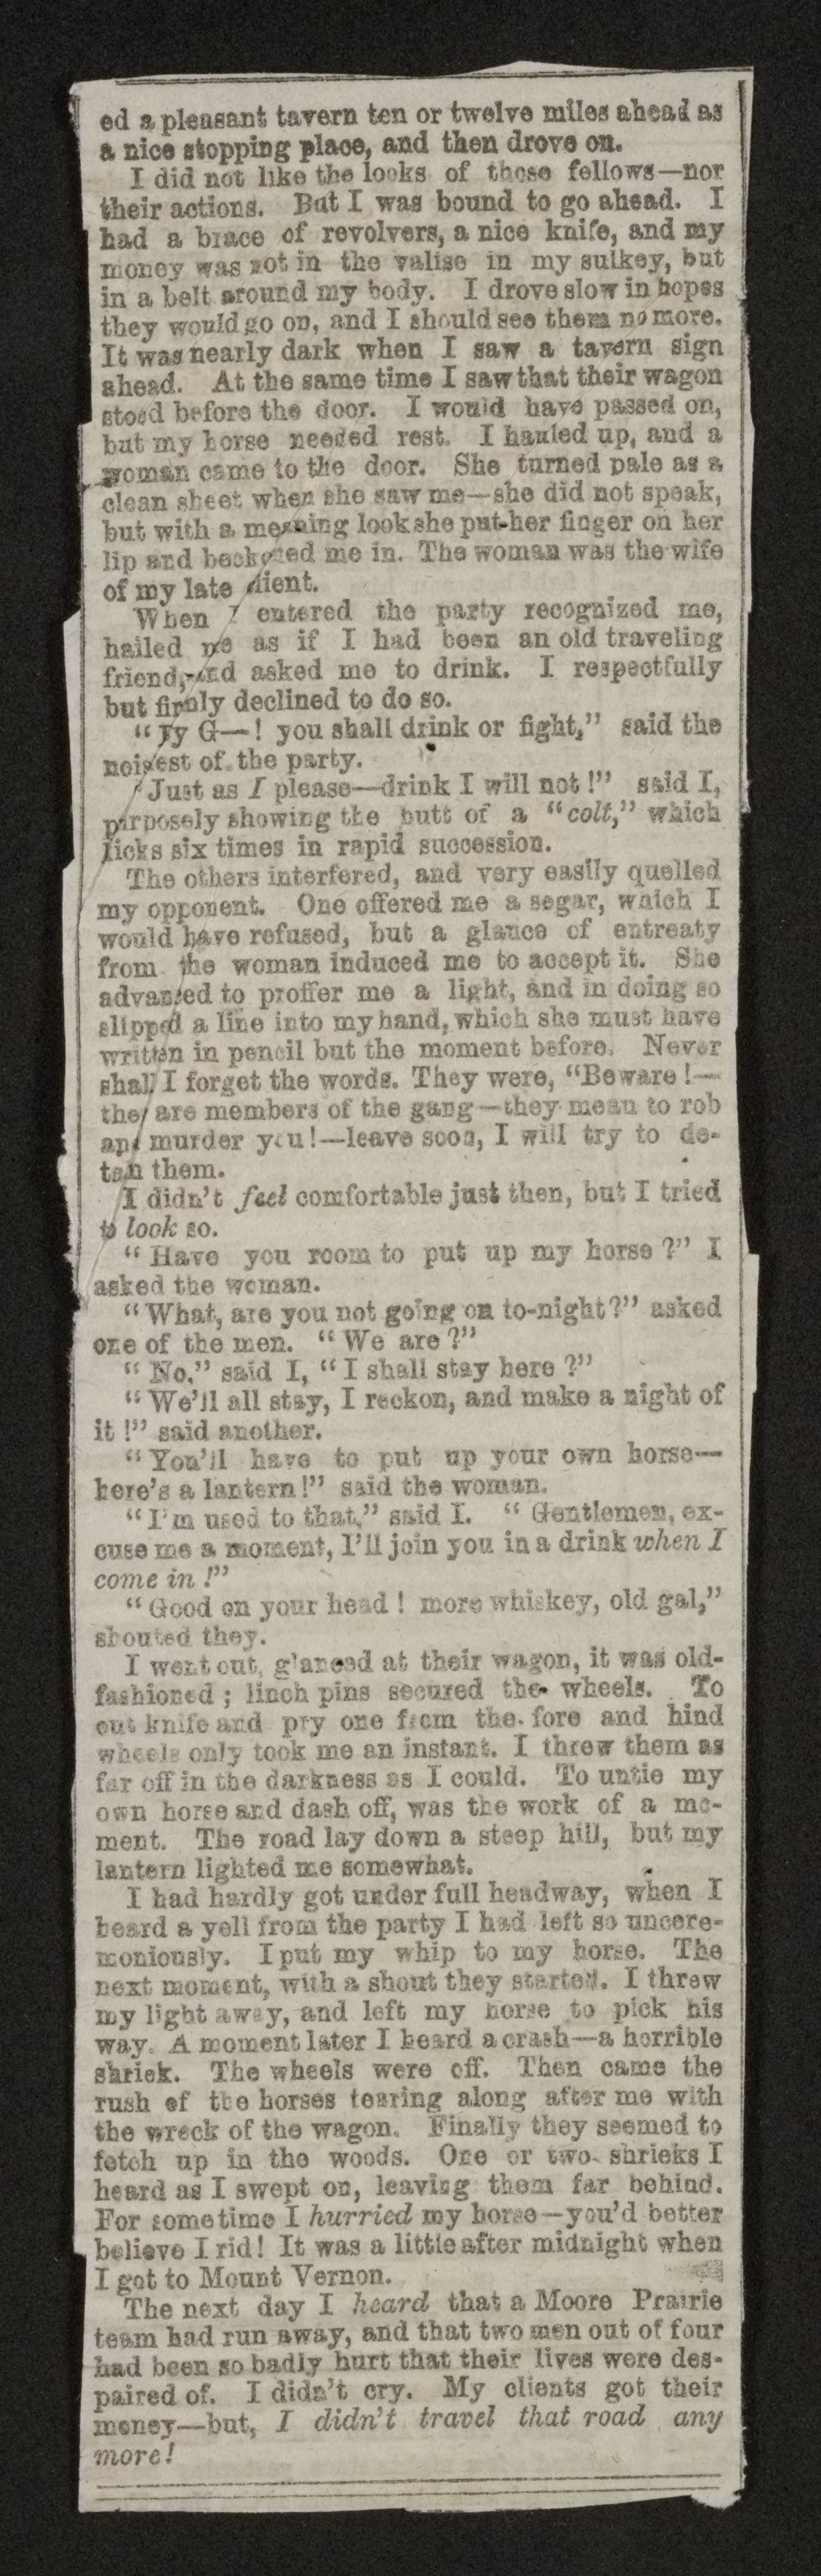 ed a pleasant tavern ten or twelve miles ahead as
a nice stopping place, and then drove on.
I did not like the looks of those fellows—nor
their actions. But I was bound to go ahead. I
had a brace of revolvers, a nice knife, and my
money was not in the valise in my sulkey, but
in a belt around my body. I drove slow in hopes
they would go on, and I should see them no more.
It was nearly dark when I saw a tavern sign
ahead. At the same time I saw that their wagon
stood before the door. I would have passed on,
but my horse needed rest. I hauled up, and a
woman came to the door. She turned pale as a
clean sheet when she saw me—she did not speak,
but with a meaning look she put her finger on her
lip and beckoned me in. The woman was the wife
of my late client.
When I entered the party recognized me,
hailed me as if I had been an old traveling
friend, and asked me to drink. I respectfully
but firmly declined to do so.
"By G—! you shall drink or fight," said the
noisest of the party.
"Just as I please—drink I will not!" said I,
purposely showing the butt of a "colt," which
kicks six times in rapid succession.
The others interfered, and very easily quelled
my opponent. One offered me a segar, which I
would have refused, but a glance of entreaty
from the woman induced me to accept it. She
advanced to proffer me a light, and in doing so
slipped a line into my hand, which she must have
written in pencil but the moment before. Never
shall I forget the words. They were, "Beware!—
they are members of the gang—they mean to rob
and murder you!—leave soon, I will try to de-
tain them.
I didn't feel comfortable just then, but I tried
to look so.
"Have you room to put up my horse?" I
asked the woman.
"What, are you not going on to-night?" asked
one of the men. "We are?"
"No," said I, "I shall stay here?"
"We'll all stay, I reckon, and make a night of
it!" said another.
"You'll have to put up your own horse—
here's a lantern!" said the woman.
"I'm used to that," said I. "Gentlemen, ex-
cuse me a moment, I'll join you in a drink when I
come in!"
"Good on your head! more whiskey, old gal,"
shouted they.
I went out, glanced at their wagon, it was old-
fashioned; linch pins secured the wheels. To
out knife and pry one from the fore and hind
wheels only took me an instant. I threw them as
far off in the darkness as I could. To untie my
own horse and dash off, was the work of a mo-
ment. The road lay down a steep hill, but my
lantern lighted me somewhat.
I had hardly got under full headway, when I
heard a yell from the party I had left so uncere-
moniously. I put my whip to my horse. The
next moment, with a shout they started. I threw
my light away, and left my horse to pick his
way. A moment later I heard a crash—a horrible
shriek. The wheels were off. Then came the
rush of the horses tearing along after me with
the wreck of the wagon. Finally they seemed to
fetch up in the woods. One or two shrieks I
heard as I swept on, leaving them far behind.
For sometime I hurried my horse—you'd better
believe I rid! It was a little after midnight when
I got to Mount Vernon.
The next day I heard that a Moore Prairie
team had run away, and that two men out of four
had been so badly hurt that their lives were des-
paired of. I didn't cry. My clients got their
money—but, I didn't travel that road any
more!